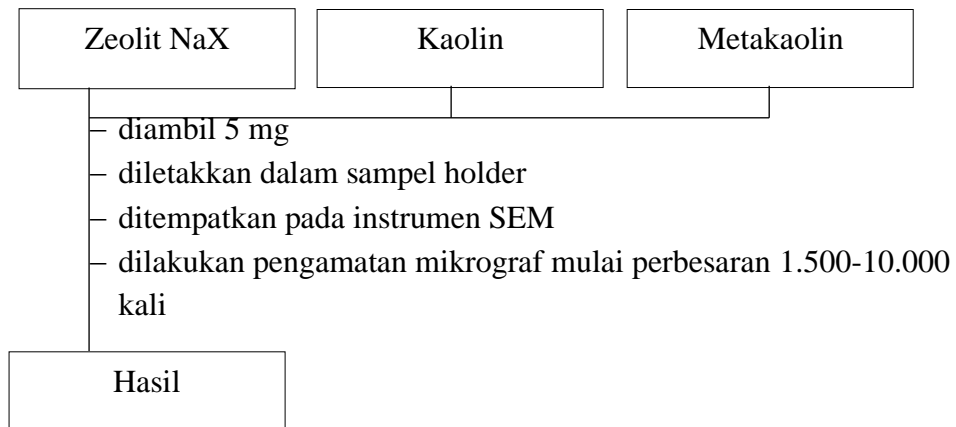 Zeolit NaX
Kaolin
Metakaolin
– diambil 5 mg
– diletakkan dalam sampel holder
– ditempatkan pada instrumen SEM
– dilakukan pengamatan mikrograf mulai perbesaran 1.500-10.000
kali
Hasil